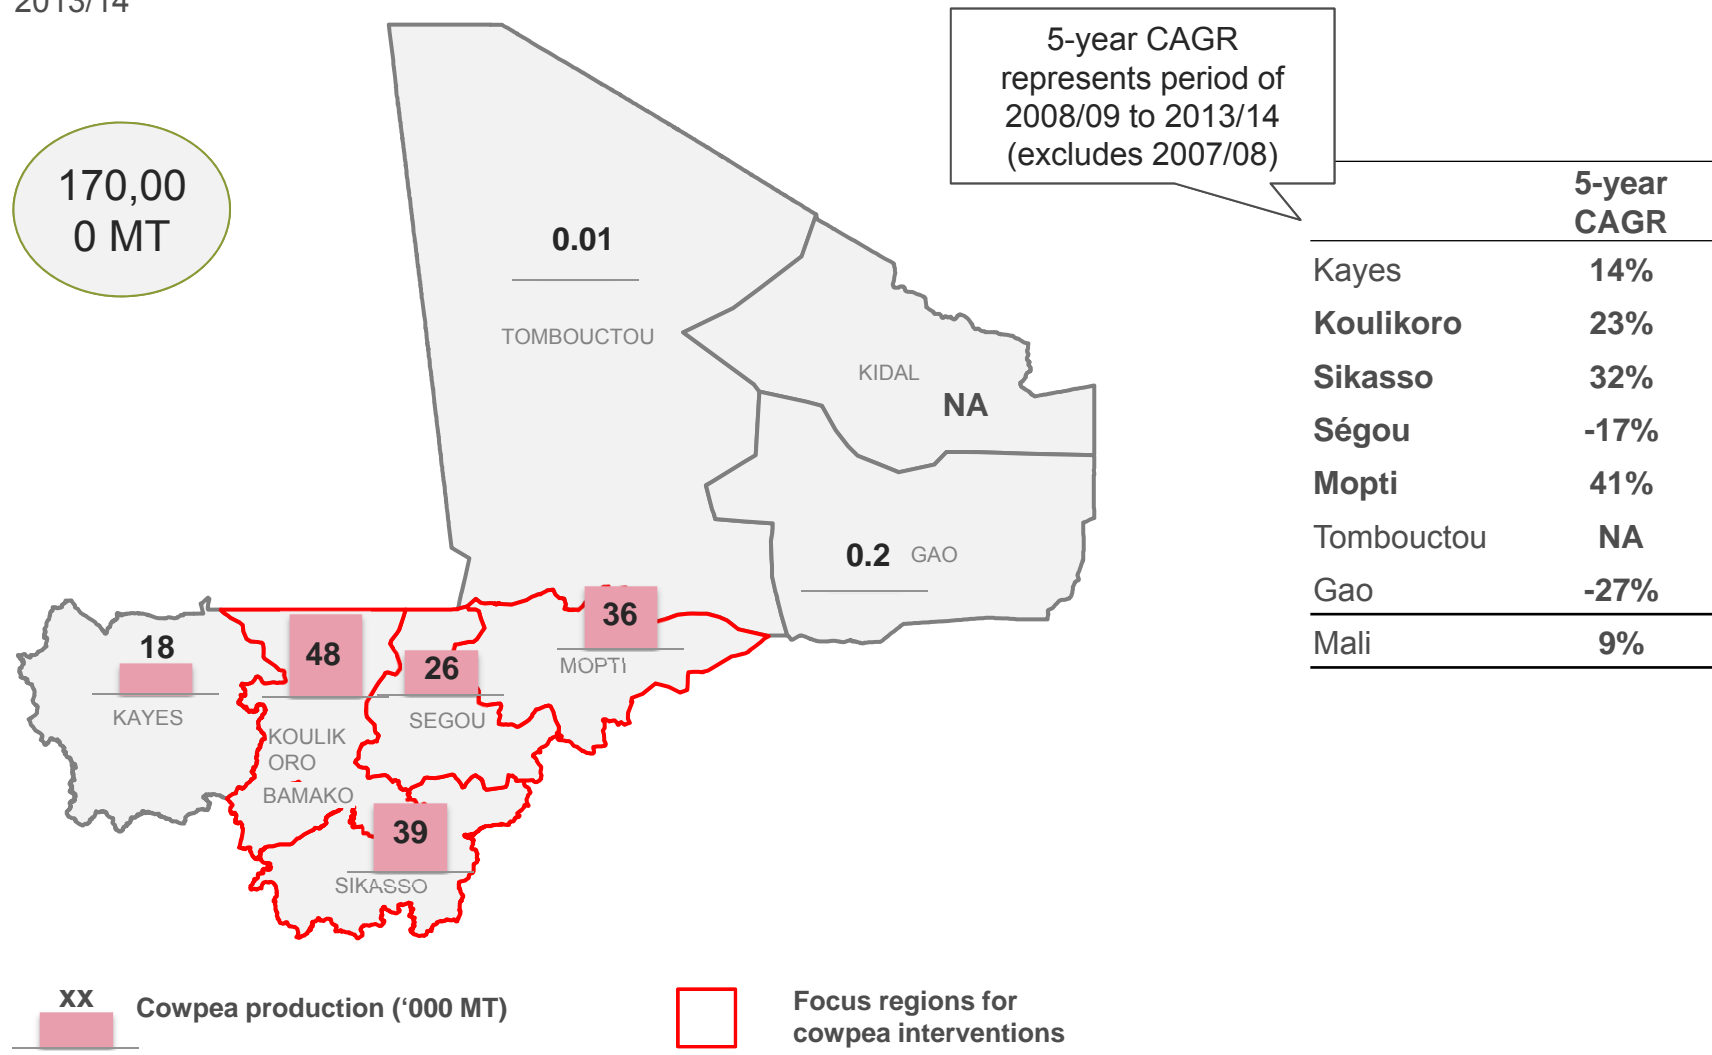 2013/14
5-year CAGR
represents period of
2008/09 to 2013/14
(excludes 2007/08)
170,00
0 MT
5-year
CAGR
Kayes 14%
Koulikoro 23%
Sikasso 32%
Ségou -17%
Mopti 41%
Tombouctou NA
Gao -27%
Mali 9%
0.01
TOMBOUCTOU
KIDAL
NA
0.2 GAO
36
MOPTI
18
KAYES
48
KOULIK
ORO
BAMAKO
26
SEGOU
39
SIKASSO
xx
Cowpea production (‘000 MT)
Focus regions for
cowpea interventions